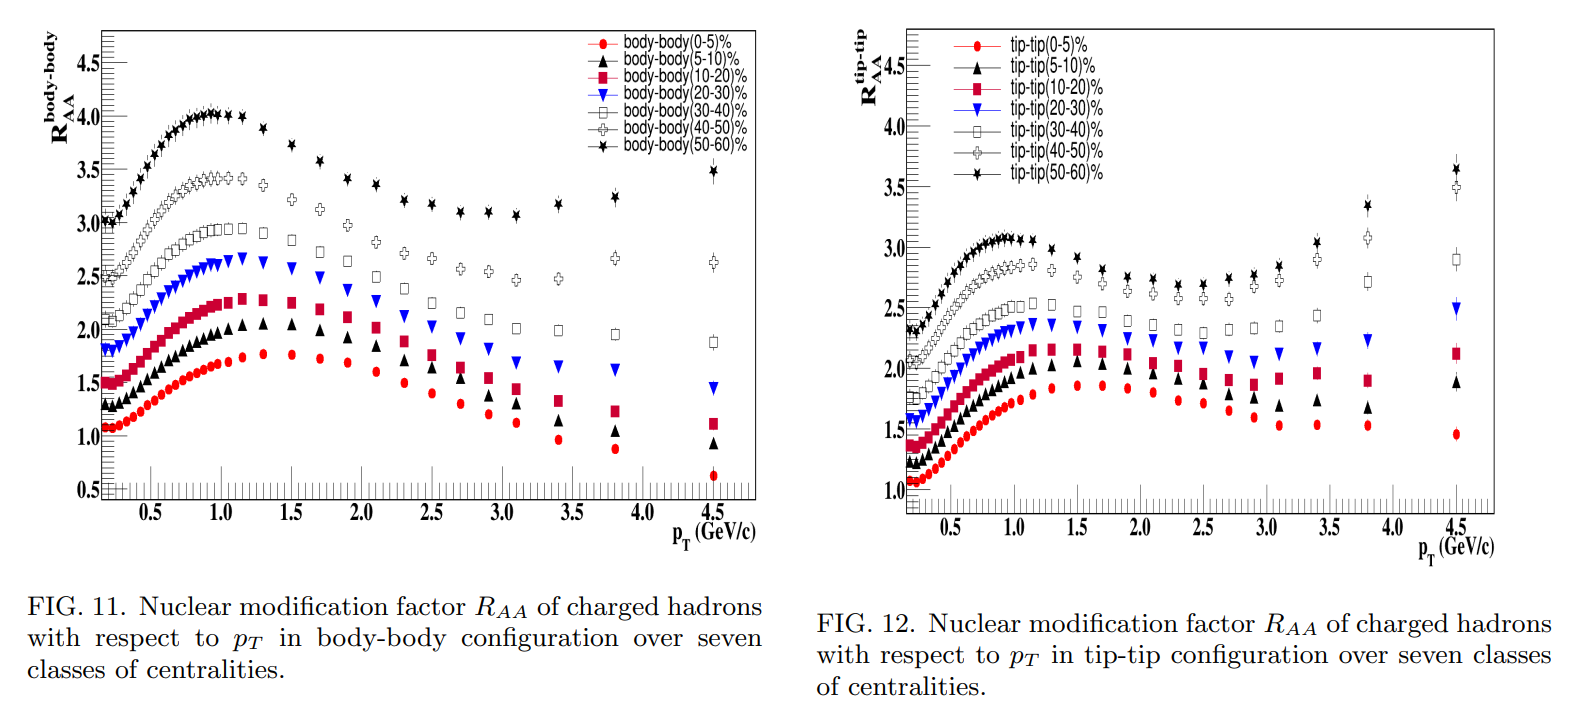 R_AA^body-body
4.5
4.0
3.5
3.0
2.5
2.0
1.5
1.0
0.5
body-body(0-5)%
body-body(5-10)%
body-body(10-20)%
body-body(20-30)%
body-body(30-40)%
body-body(40-50)%
body-body(50-60)%
0.5 1.0 1.5 2.0 2.5 3.0 3.5 4.0 4.5
p_T (GeV/c)
FIG. 11. Nuclear modification factor R_AA of charged hadrons
with respect to p_T in body-body configuration over seven
classes of centralities.
R_AA^tip-tip
4.5
4.0
3.5
3.0
2.5
2.0
1.5
1.0
tip-tip(0-5)%
tip-tip(5-10)%
tip-tip(10-20)%
tip-tip(20-30)%
tip-tip(30-40)%
tip-tip(40-50)%
tip-tip(50-60)%
0.5 1.0 1.5 2.0 2.5 3.0 3.5 4.0 4.5
p_T (GeV/c)
FIG. 12. Nuclear modification factor R_AA of charged hadrons
with respect to p_T in tip-tip configuration over seven classes
of centralities.